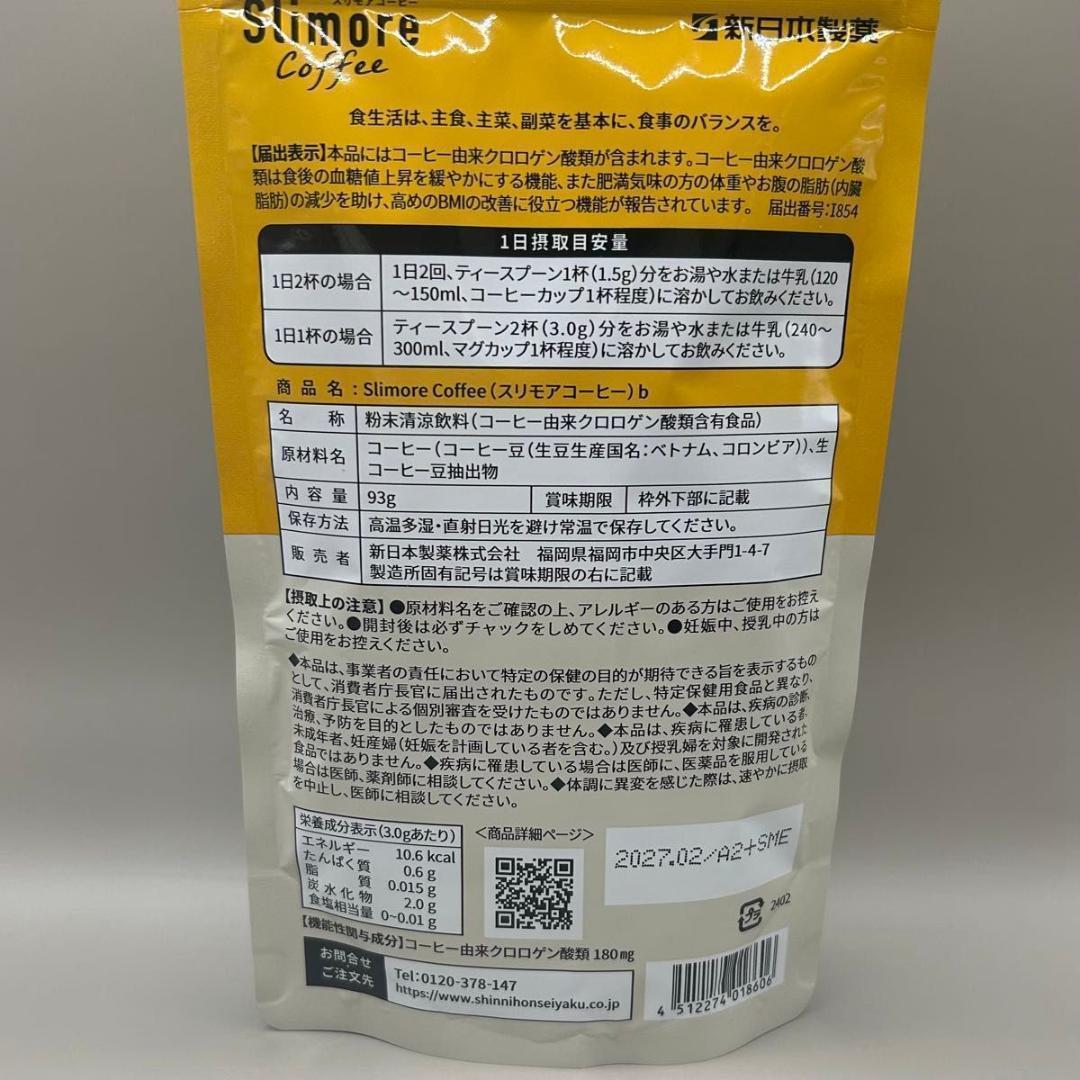 スリモアコーヒー
Slimore
Coffee
新日本製薬
食生活は、主食、主菜、副菜を基本に、食事のバランスを。
【届出表示】本品にはコーヒー由来クロロゲン酸類が含まれます。コーヒー由来クロロゲン酸
類は食後の血糖値上昇を緩やかにする機能、また肥満気味の方の体重やお腹の脂肪（内臓
脂肪）の減少を助け、高めのBMIの改善に役立つ機能が報告されています。 届出番号:I854
1日摂取目安量
1日2杯の場合
1日2回、ティースプーン1杯（1.5g）分をお湯や水または牛乳（120
～150ml、コーヒーカップ1杯程度）に溶かしてお飲みください。
1日1杯の場合
ティースプーン2杯（3.0g）分をお湯や水または牛乳（240～
300ml、マグカップ1杯程度）に溶かしてお飲みください。
商品名：Slimore Coffee（スリモアコーヒー）b
名称 粉末清涼飲料（コーヒー由来クロロゲン酸類含有食品）
原材料名 コーヒー（コーヒー豆（生豆生産国名：ベトナム、コロンビア））、生
コーヒー豆抽出物
内容量 93g 賞味期限 枠外下部に記載
保存方法 高温多湿・直射日光を避け常温で保存してください。
販売者 新日本製薬株式会社 福岡県福岡市中央区大手門1-4-7
製造所固有記号は賞味期限の右に記載
【摂取上の注意】●原材料名をご確認の上、アレルギーのある方はご使用をお控え
ください。●開封後は必ずチャックをしめてください。●妊娠中、授乳中の方は
ご使用をお控えください。
◆本品は、事業者の責任において特定の保健の目的が期待できる旨を表示するもの
として、消費者庁長官に届出されたものです。ただし、特定保健用食品と異なり、
消費者庁長官による個別審査を受けたものではありません。◆本品は、疾病の診断、
治療、予防を目的としたものではありません。◆本品は、疾病に罹患している者、
未成年者、妊産婦（妊娠を計画している者を含む。）及び授乳婦を対象に開発された
食品ではありません。◆疾病に罹患している場合は医師に、医薬品を服用している
場合は医師、薬剤師に相談してください。◆体調に異変を感じた際は、速やかに摂取
を中止し、医師に相談してください。
栄養成分表示（3.0gあたり）
エネルギー 10.6 kcal
たんぱく質 0.6 g
脂質 0.015 g
炭水化物 2.0 g
食塩相当量 0~0.01 g
【機能性関与成分】コーヒー由来クロロゲン酸類 180mg
＜商品詳細ページ＞
2027.02/A2+SME
プラ
2402
お問合せ
・
ご注文先
Tel:0120-378-147
https://www.shinnihonseiyaku.co.jp
4 512274 018606